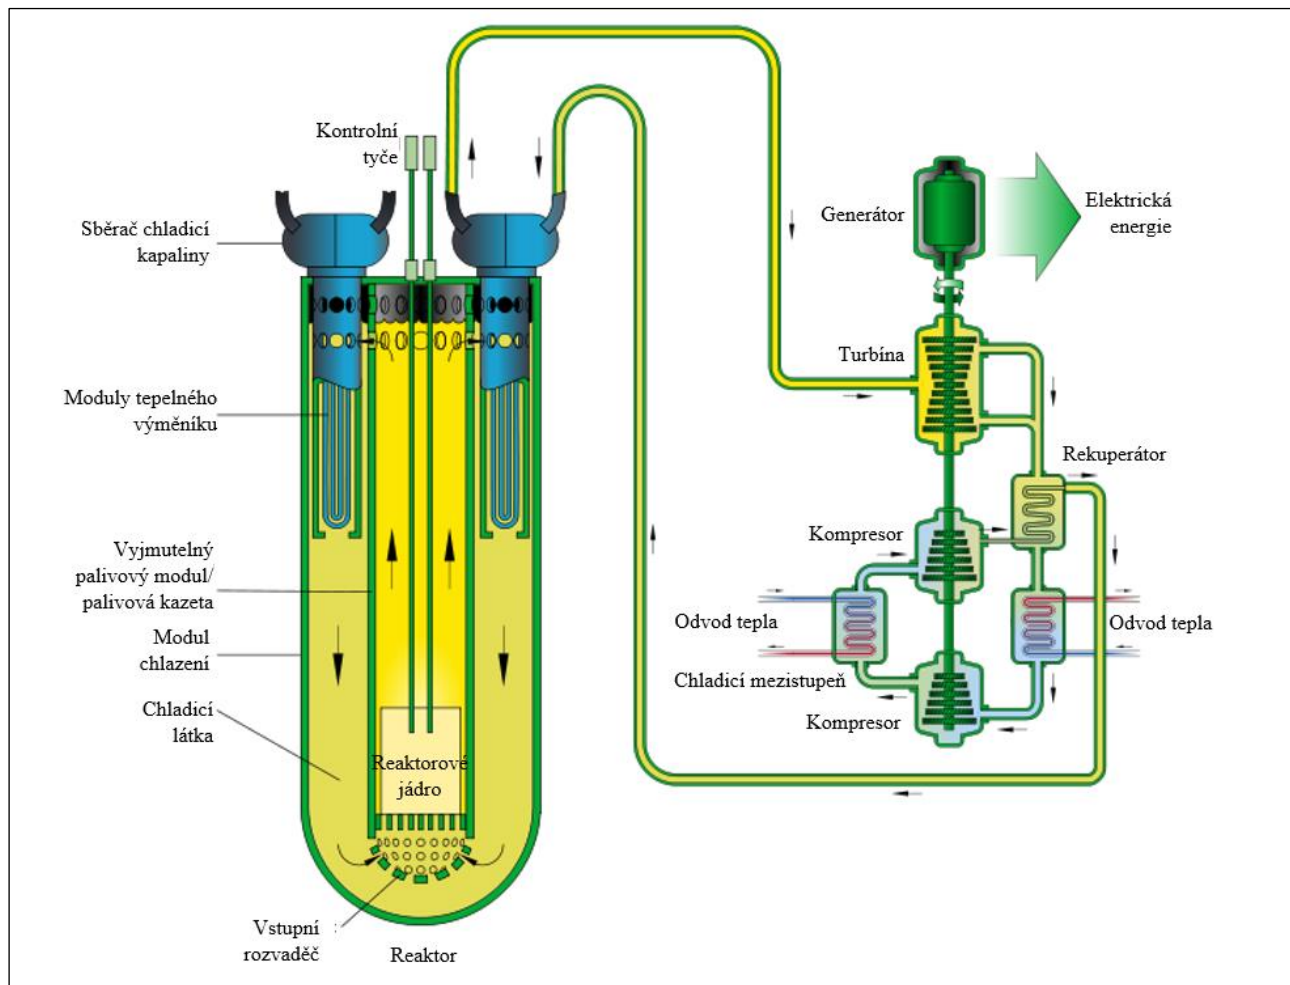 Kontrolní
tyče
Sběrač chladicí
kapaliny
Moduly tepelného
výměníku
Vyjmutelný
palivový modul/
palivová kazeta
Modul
chlazení
Chladicí
látka
Reaktorové
jádro
Vstupní
rozvaděč
Reaktor
Generátor
Elektrická
energie
Turbína
Rekuperátor
Kompresor
Odvod tepla
Odvod tepla
Chladicí mezistupeň
Kompresor